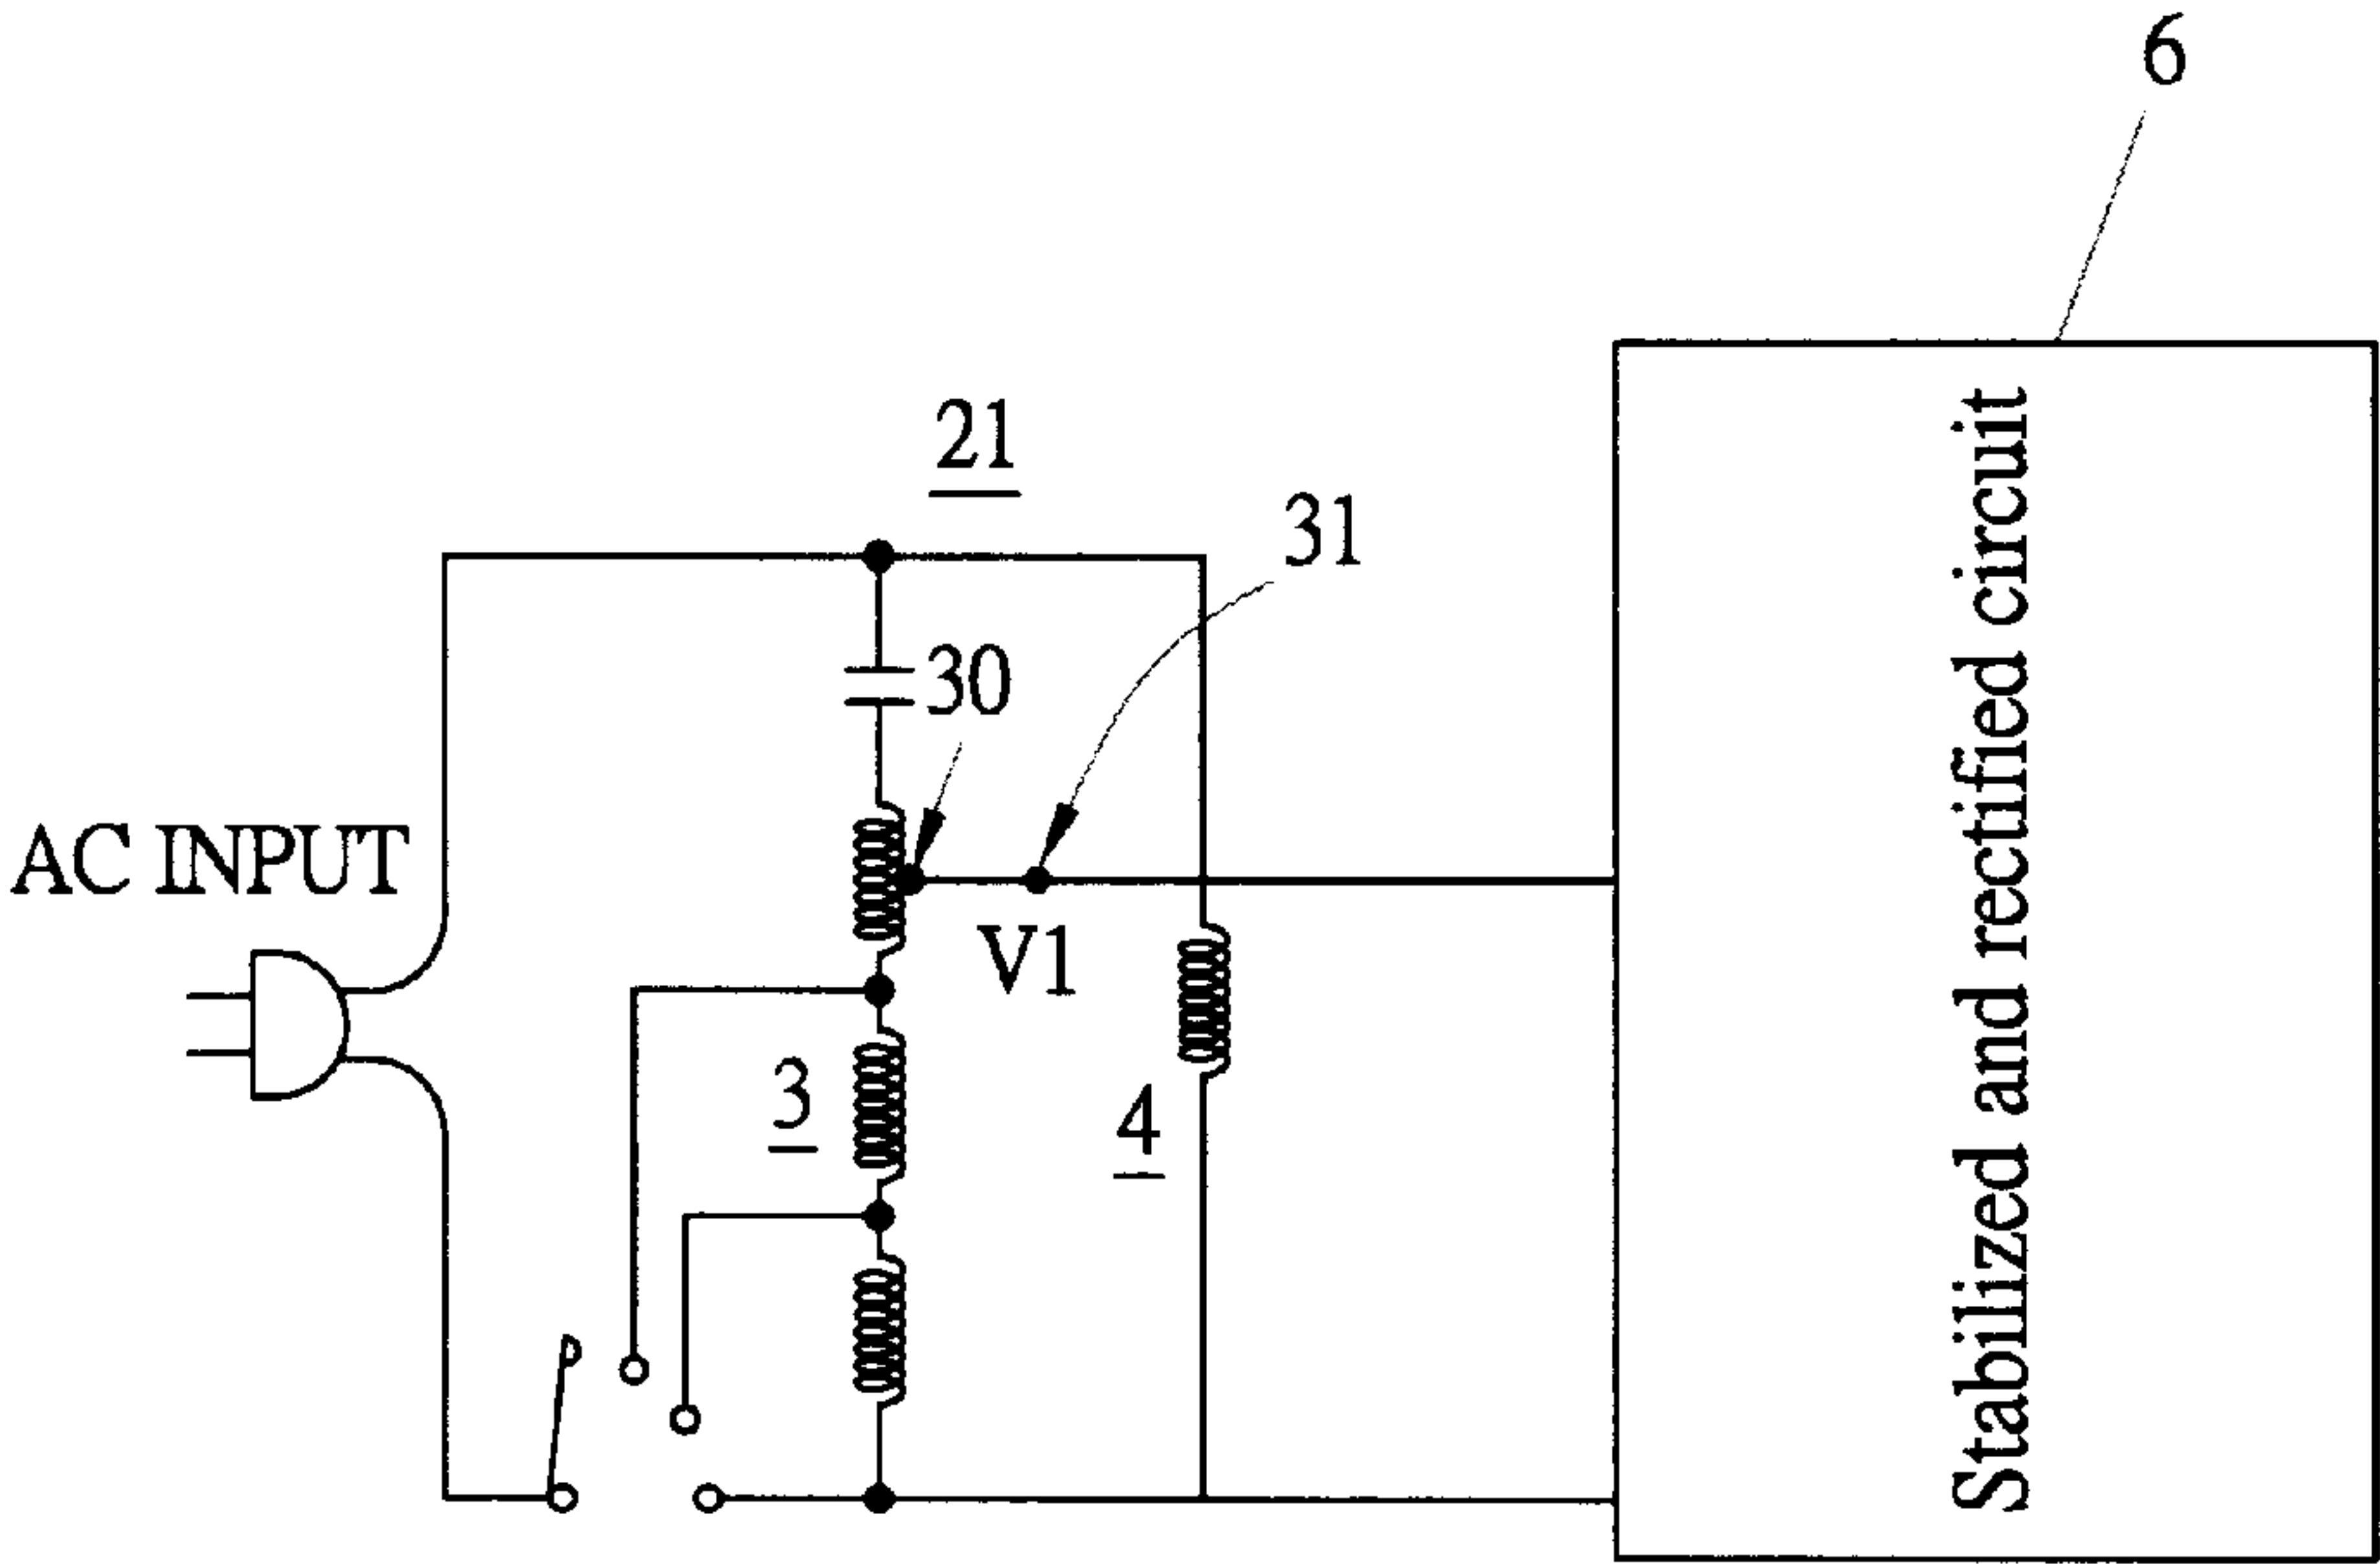 6
21
31
30
AC INPUT
V1
3
4
Stabilized and rectified circuit